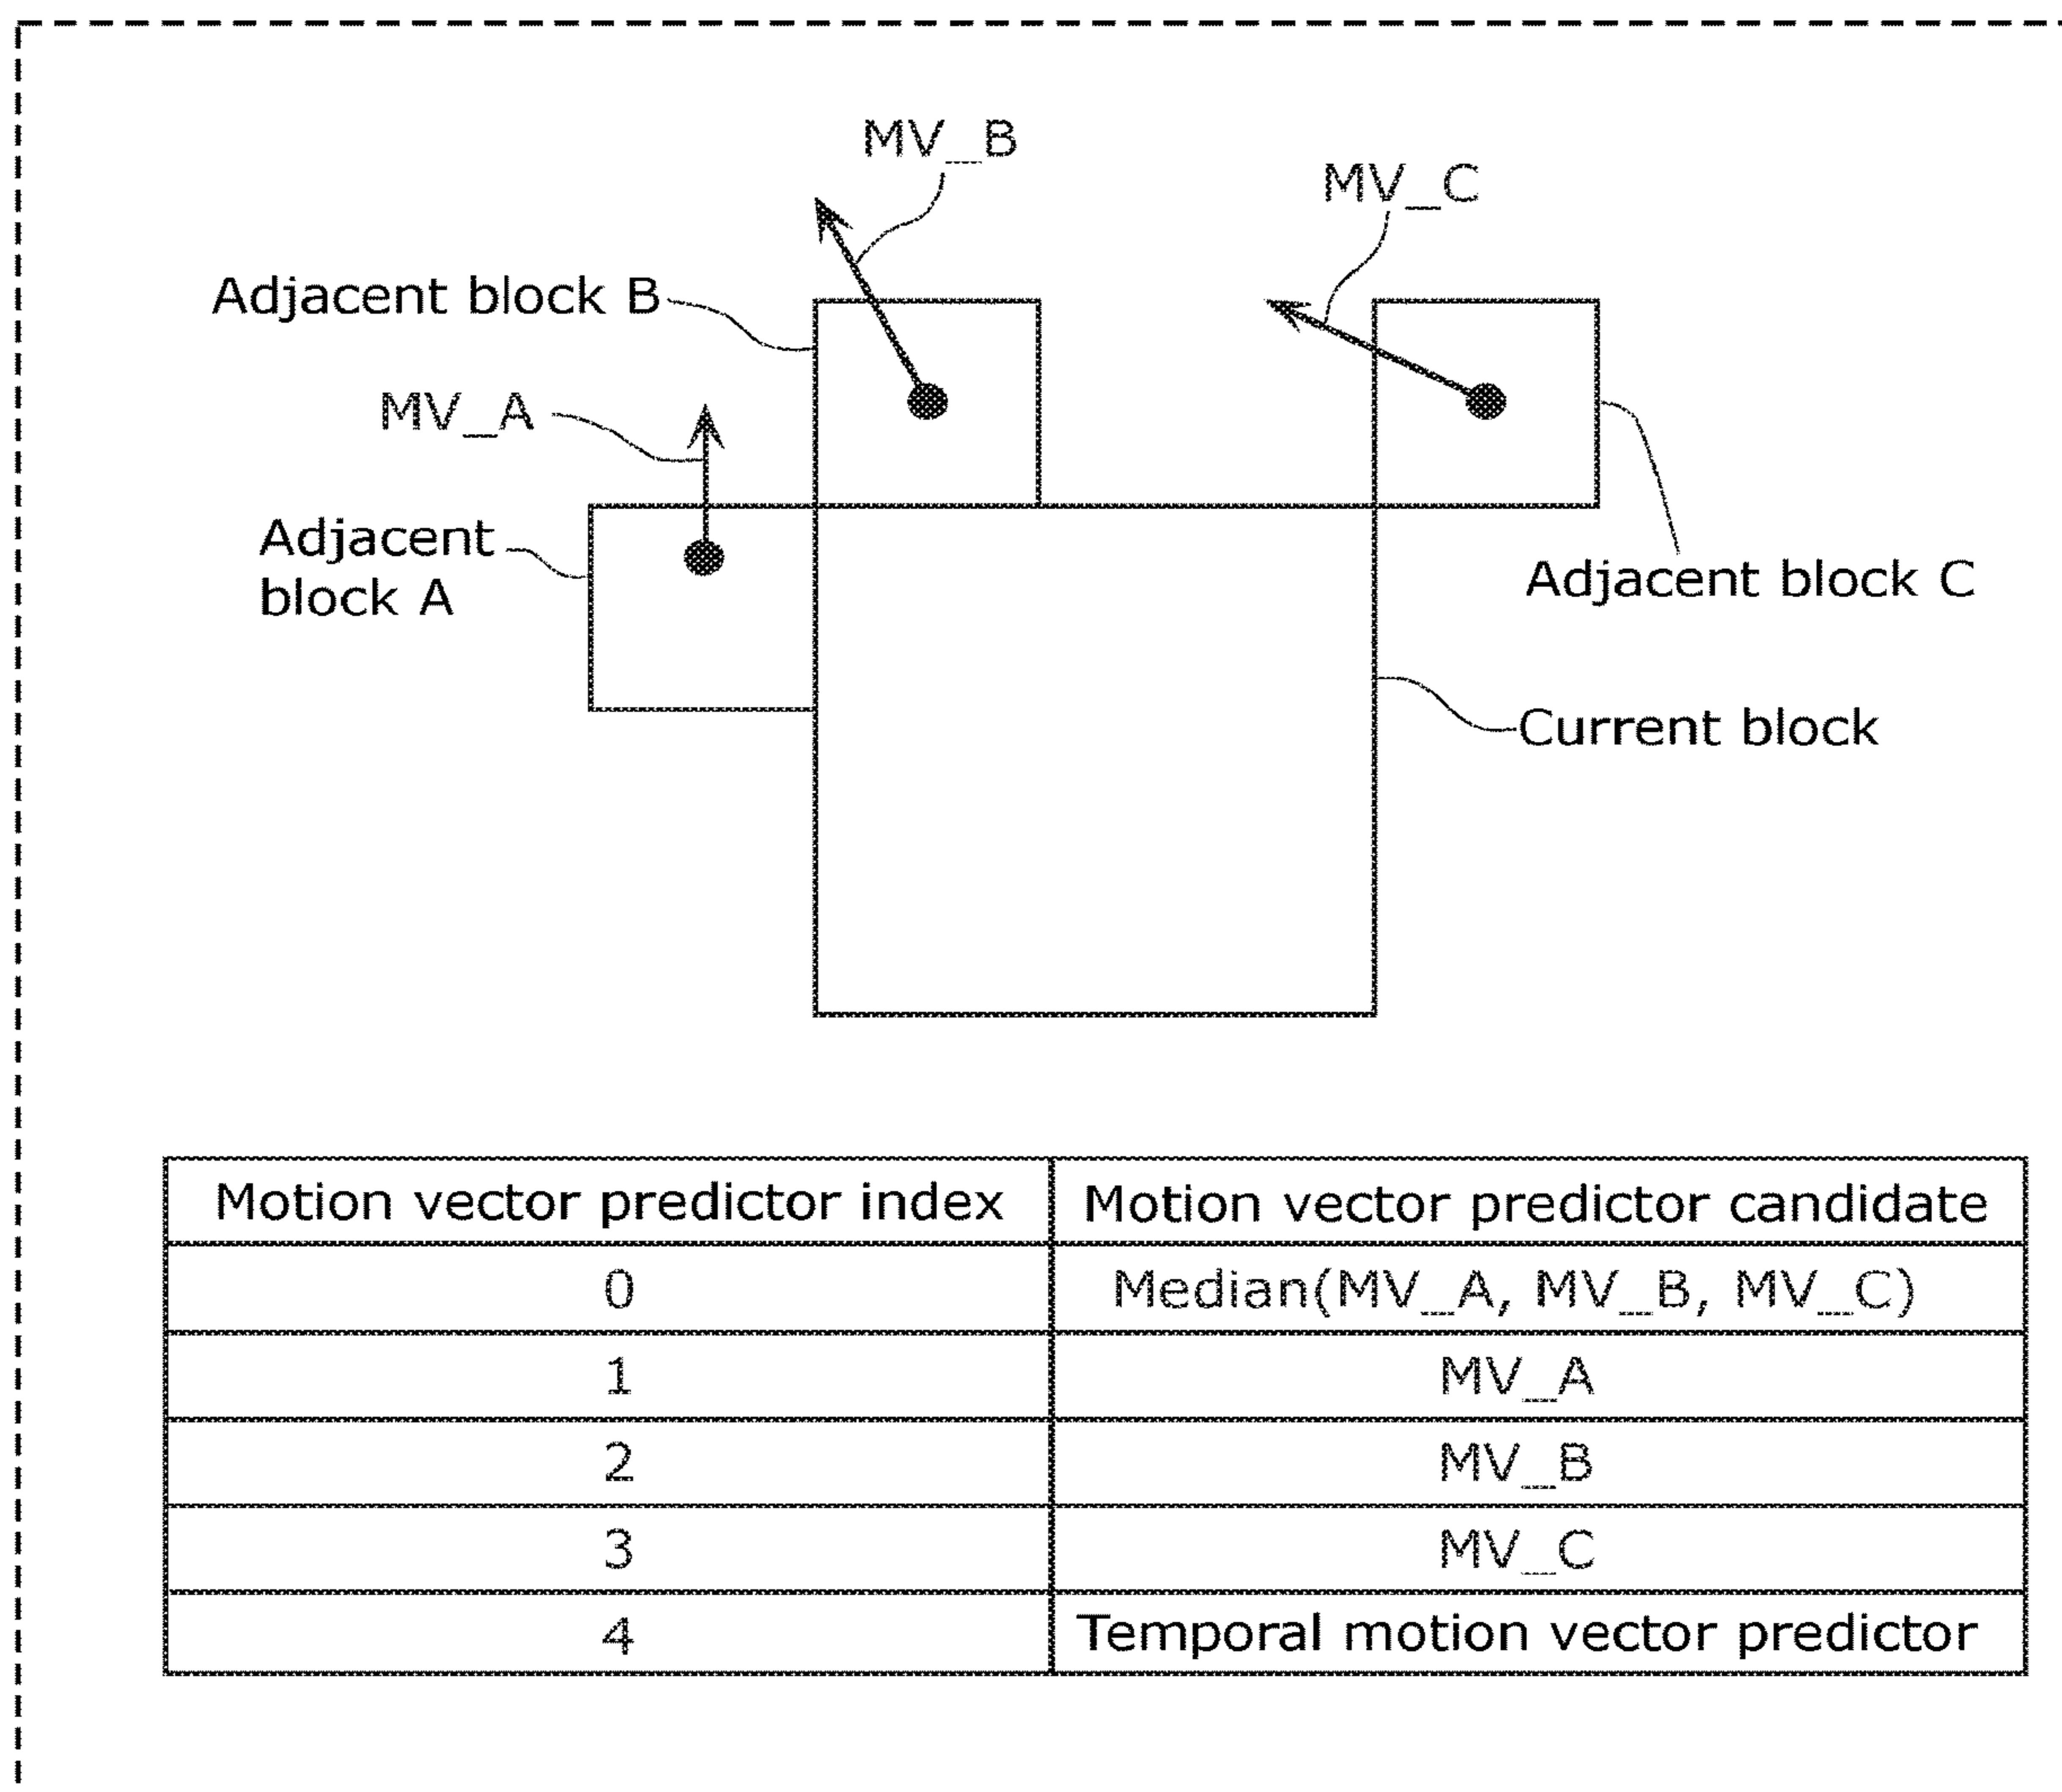 MV_B
MV_C
Adjacent block B
MV_A
Adjacent
block A
Adjacent block C
Current block
Motion vector predictor index Motion vector predictor candidate
0 Median(MV_A, MV_B, MV_C)
1 MV_A
2 MV_B
3 MV_C
4 Temporal motion vector predictor